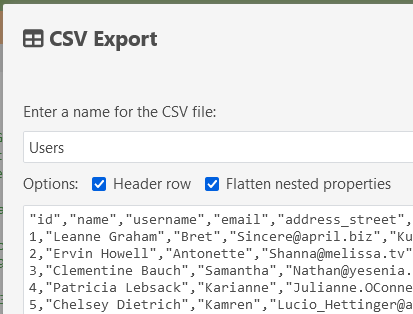 CSV Export
Enter a name for the CSV file:
Users
Options: Header row Flatten nested properties
"id","name","username","email","address_street",
1,"Leanne Graham","Bret","Sincere@april.biz","Ku
2,"Ervin Howell","Antonette","Shanna@melissa.tv"
3,"Clementine Bauch","Samantha","Nathan@yesenia.
4,"Patricia Lebsack","Karianne","Julianne.OConne
5,"Chelsey Dietrich","Kamren","Lucio_Hettinger@a